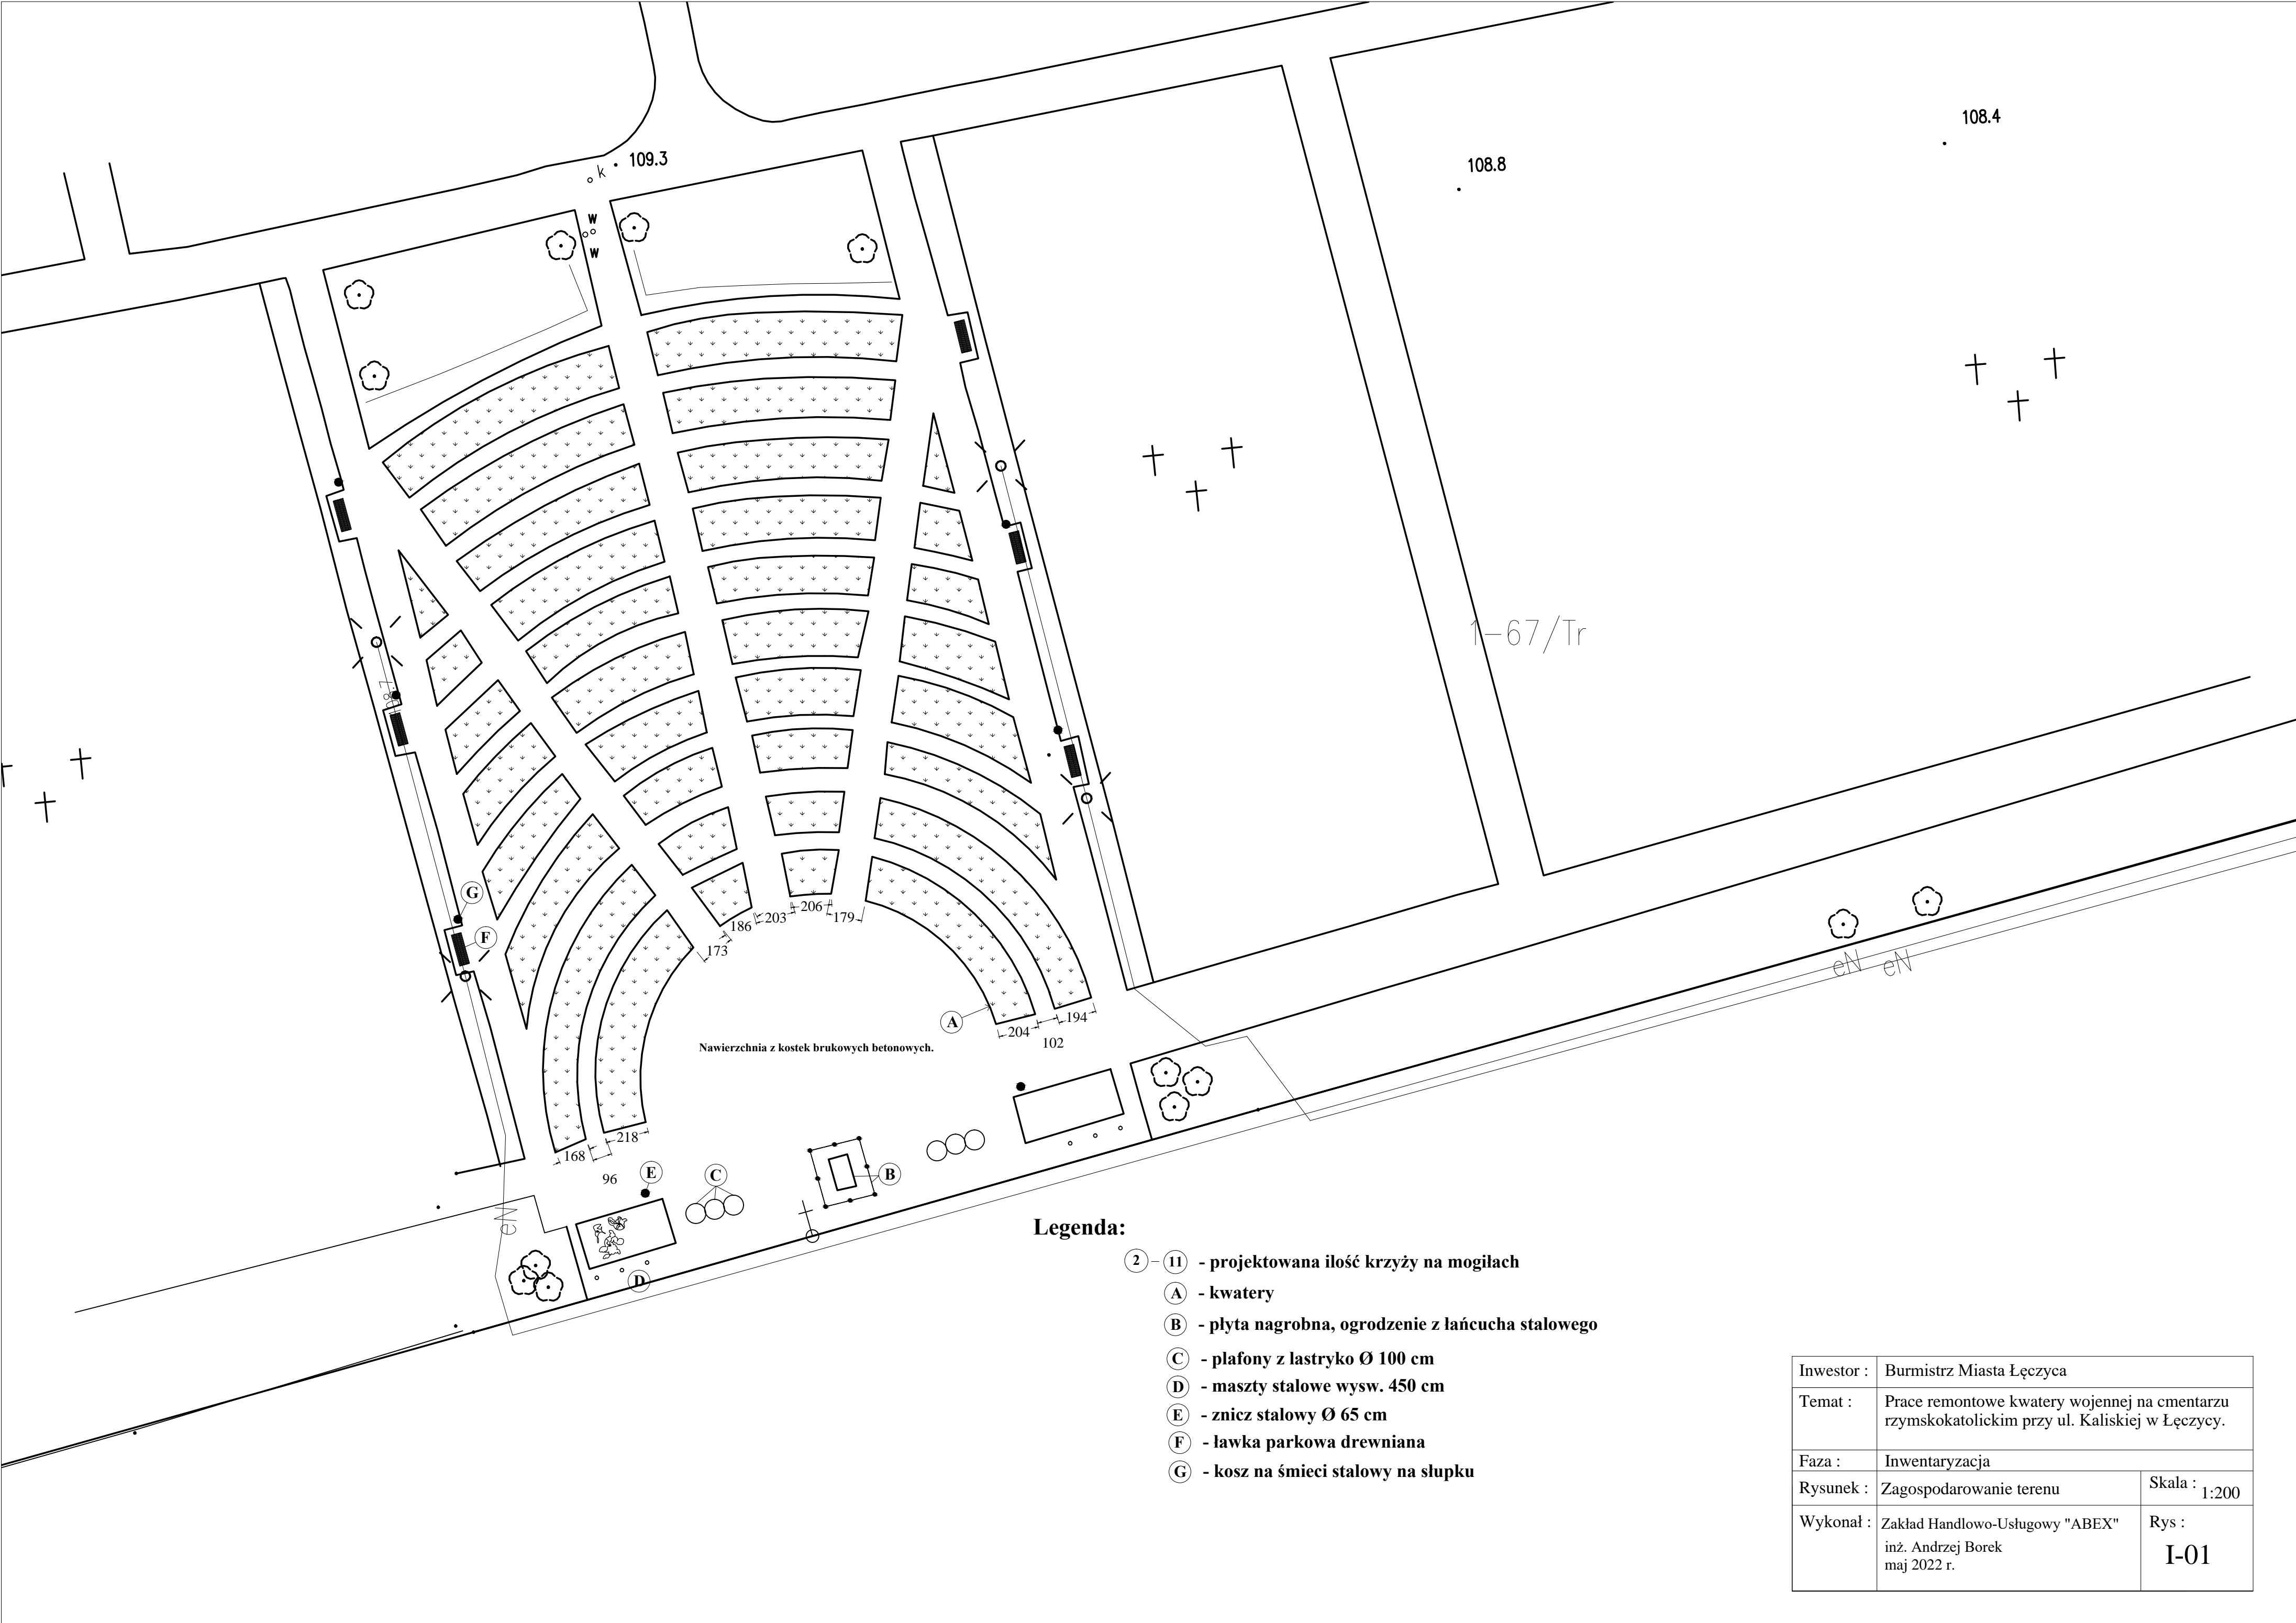 108.4
109.3
108.8
k
W
W
1-67/Tr
G
F
186
203
206
179
173
A
204
194
102
eN
eN
Nawierzchnia z kostek brukowych betonowych.
218
168
96
E
C
B
eN
D
Legenda:
2 – 11 - projektowana ilość krzyży na mogiłach
A - kwatery
B - płyta nagrobna, ogrodzenie z łańcucha stalowego
C - plafony z lastryko Ø 100 cm
D - maszty stalowe wysw. 450 cm
E - znicz stalowy Ø 65 cm
F - ławka parkowa drewniana
G - kosz na śmieci stalowy na słupku
Inwestor : Burmistrz Miasta Łęczyca
Temat : Prace remontowe kwatery wojennej na cmentarzu
rzymskokatolickim przy ul. Kaliskiej w Łęczycy.
Faza : Inwentaryzacja
Rysunek : Zagospodarowanie terenu Skala : 1:200
Wykonał : Zakład Handlowo-Usługowy "ABEX" Rys :
inż. Andrzej Borek I-01
maj 2022 r.